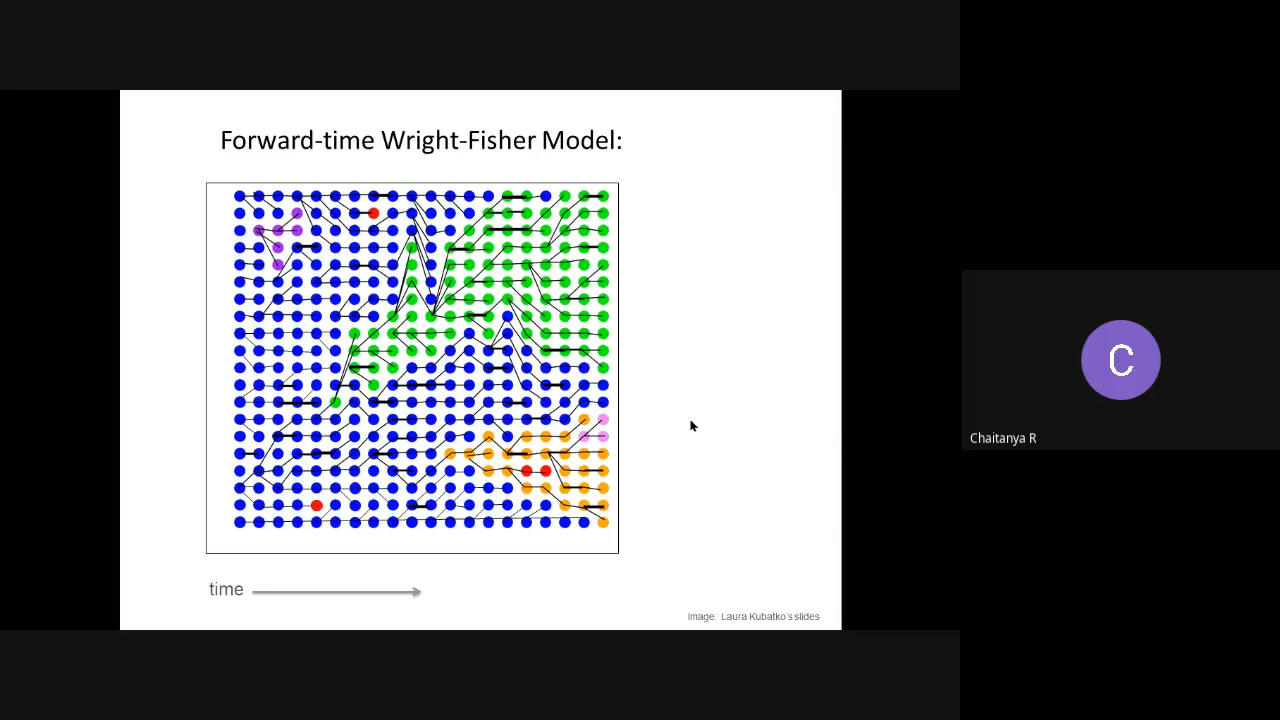 Forward-time Wright-Fisher Model:
time
Image: Laura Kubatko's slides
C
Chaitanya R